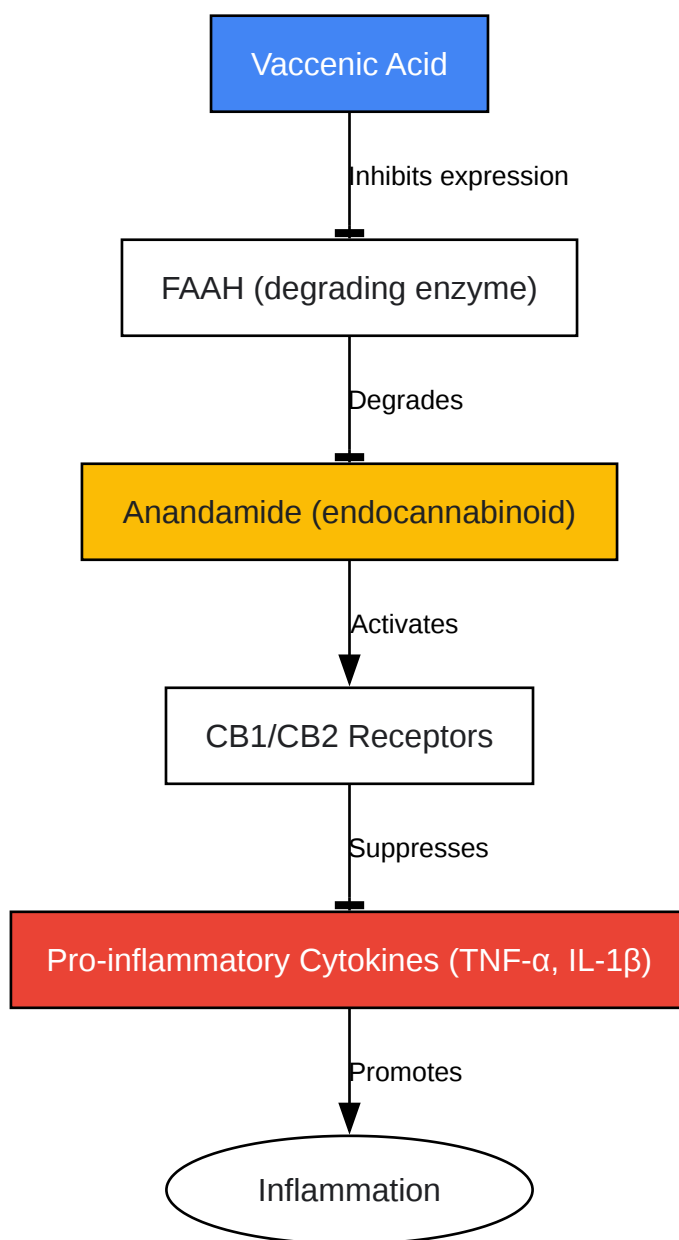 Vaccenic Acid
Inhibits expression
FAAH (degrading enzyme)
Degrades
Anandamide (endocannabinoid)
Activates
CB1/CB2 Receptors
Suppresses
Pro-inflammatory Cytokines (TNF-α, IL-1β)
Promotes
Inflammation